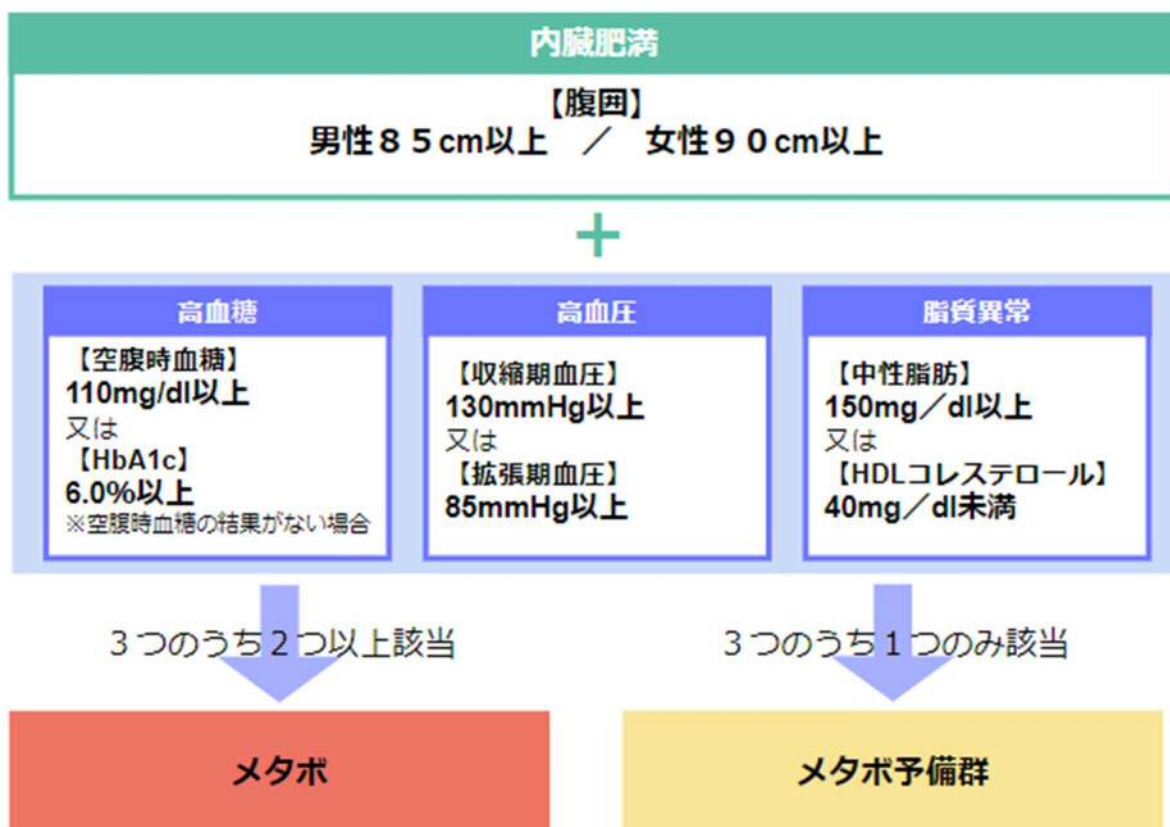 内臓肥満
【腹囲】
男性８５cm以上　／　女性９０cm以上
＋
高血糖
【空腹時血糖】
110mg/dl以上
又は
【HbA1c】
6.0%以上
※空腹時血糖の結果がない場合
高血圧
【収縮期血圧】
130mmHg以上
又は
【拡張期血圧】
85mmHg以上
脂質異常
【中性脂肪】
150mg／dl以上
又は
【HDLコレステロール】
40mg／dl未満
３つのうち２つ以上該当
３つのうち１つのみ該当
メタボ
メタボ予備群